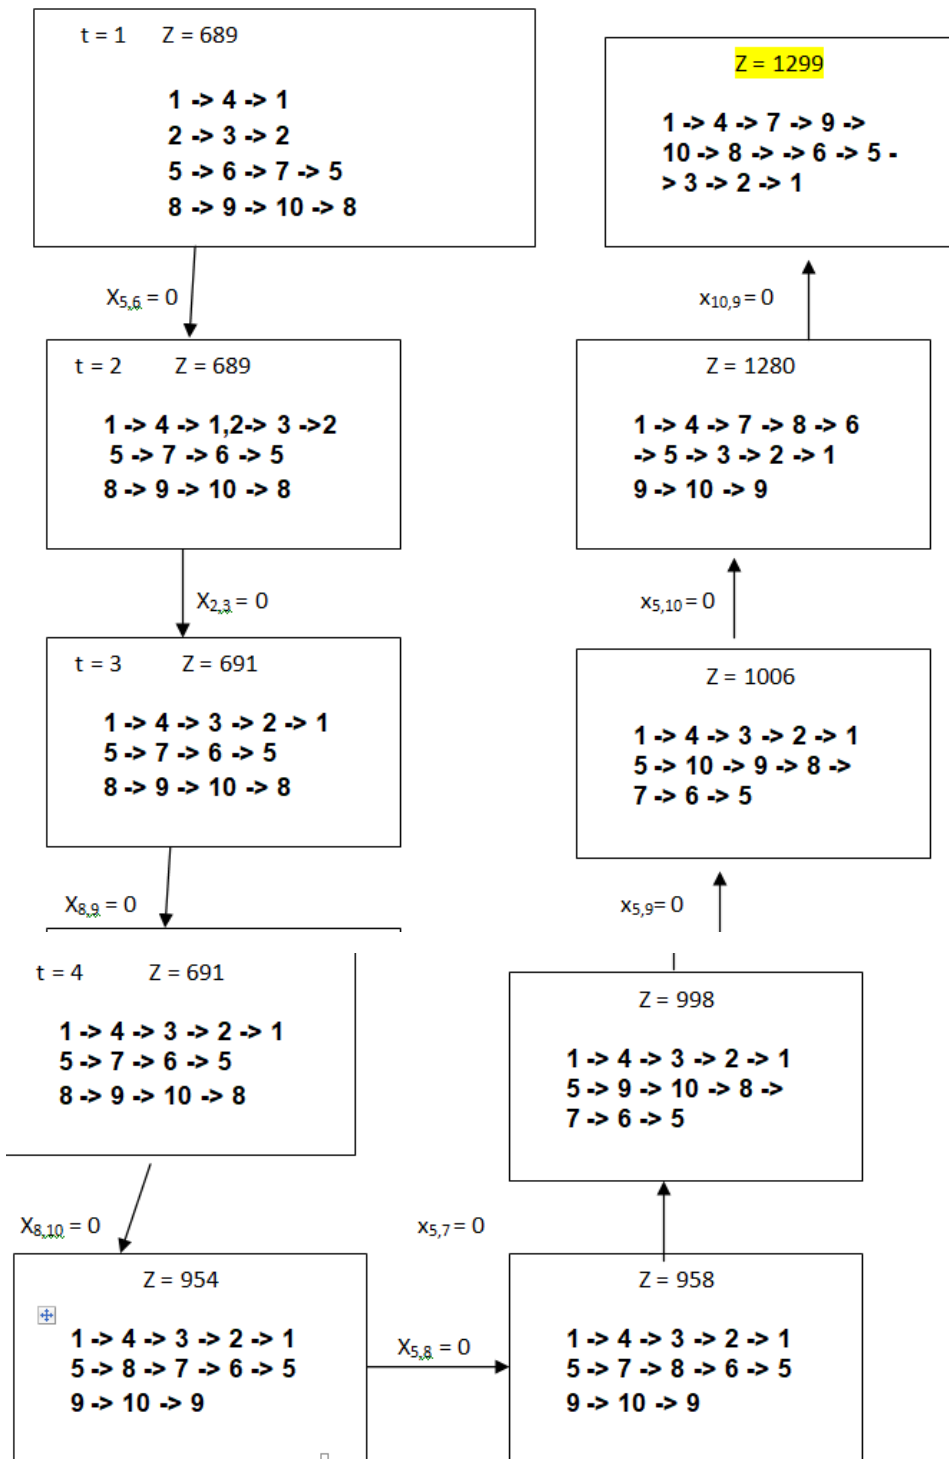 t = 1 Z = 689
1 -> 4 -> 1
2 -> 3 -> 2
5 -> 6 -> 7 -> 5
8 -> 9 -> 10 -> 8
X5,6 = 0
t = 2 Z = 689
1 -> 4 -> 1,2-> 3 ->2
5 -> 7 -> 6 -> 5
8 -> 9 -> 10 -> 8
X2,3 = 0
t = 3 Z = 691
1 -> 4 -> 3 -> 2 -> 1
5 -> 7 -> 6 -> 5
8 -> 9 -> 10 -> 8
X8,9 = 0
t = 4 Z = 691
1 -> 4 -> 3 -> 2 -> 1
5 -> 7 -> 6 -> 5
8 -> 9 -> 10 -> 8
X8,10 = 0
Z = 954
1 -> 4 -> 3 -> 2 -> 1
5 -> 8 -> 7 -> 6 -> 5
9 -> 10 -> 9
X5,8 = 0
Z = 958
1 -> 4 -> 3 -> 2 -> 1
5 -> 7 -> 8 -> 6 -> 5
9 -> 10 -> 9
x5,7 = 0
Z = 998
1 -> 4 -> 3 -> 2 -> 1
5 -> 9 -> 10 -> 8 ->
7 -> 6 -> 5
x5,9= 0
Z = 1006
1 -> 4 -> 3 -> 2 -> 1
5 -> 10 -> 9 -> 8 ->
7 -> 6 -> 5
x5,10= 0
Z = 1280
1 -> 4 -> 7 -> 8 -> 6
-> 5 -> 3 -> 2 -> 1
9 -> 10 -> 9
x10,9 = 0
Z = 1299
1 -> 4 -> 7 -> 9 ->
10 -> 8 -> -> 6 -> 5 -
> 3 -> 2 -> 1